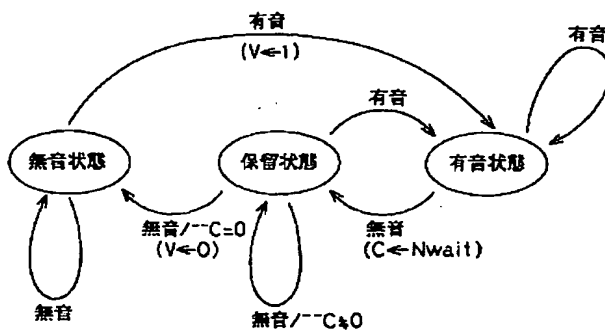 有音
(V←1)
有音
有音
無音状態
保留状態
有音状態
無音/--C=0
(V←0)
無音
(C←Nwait)
無音
無音/--C≠0